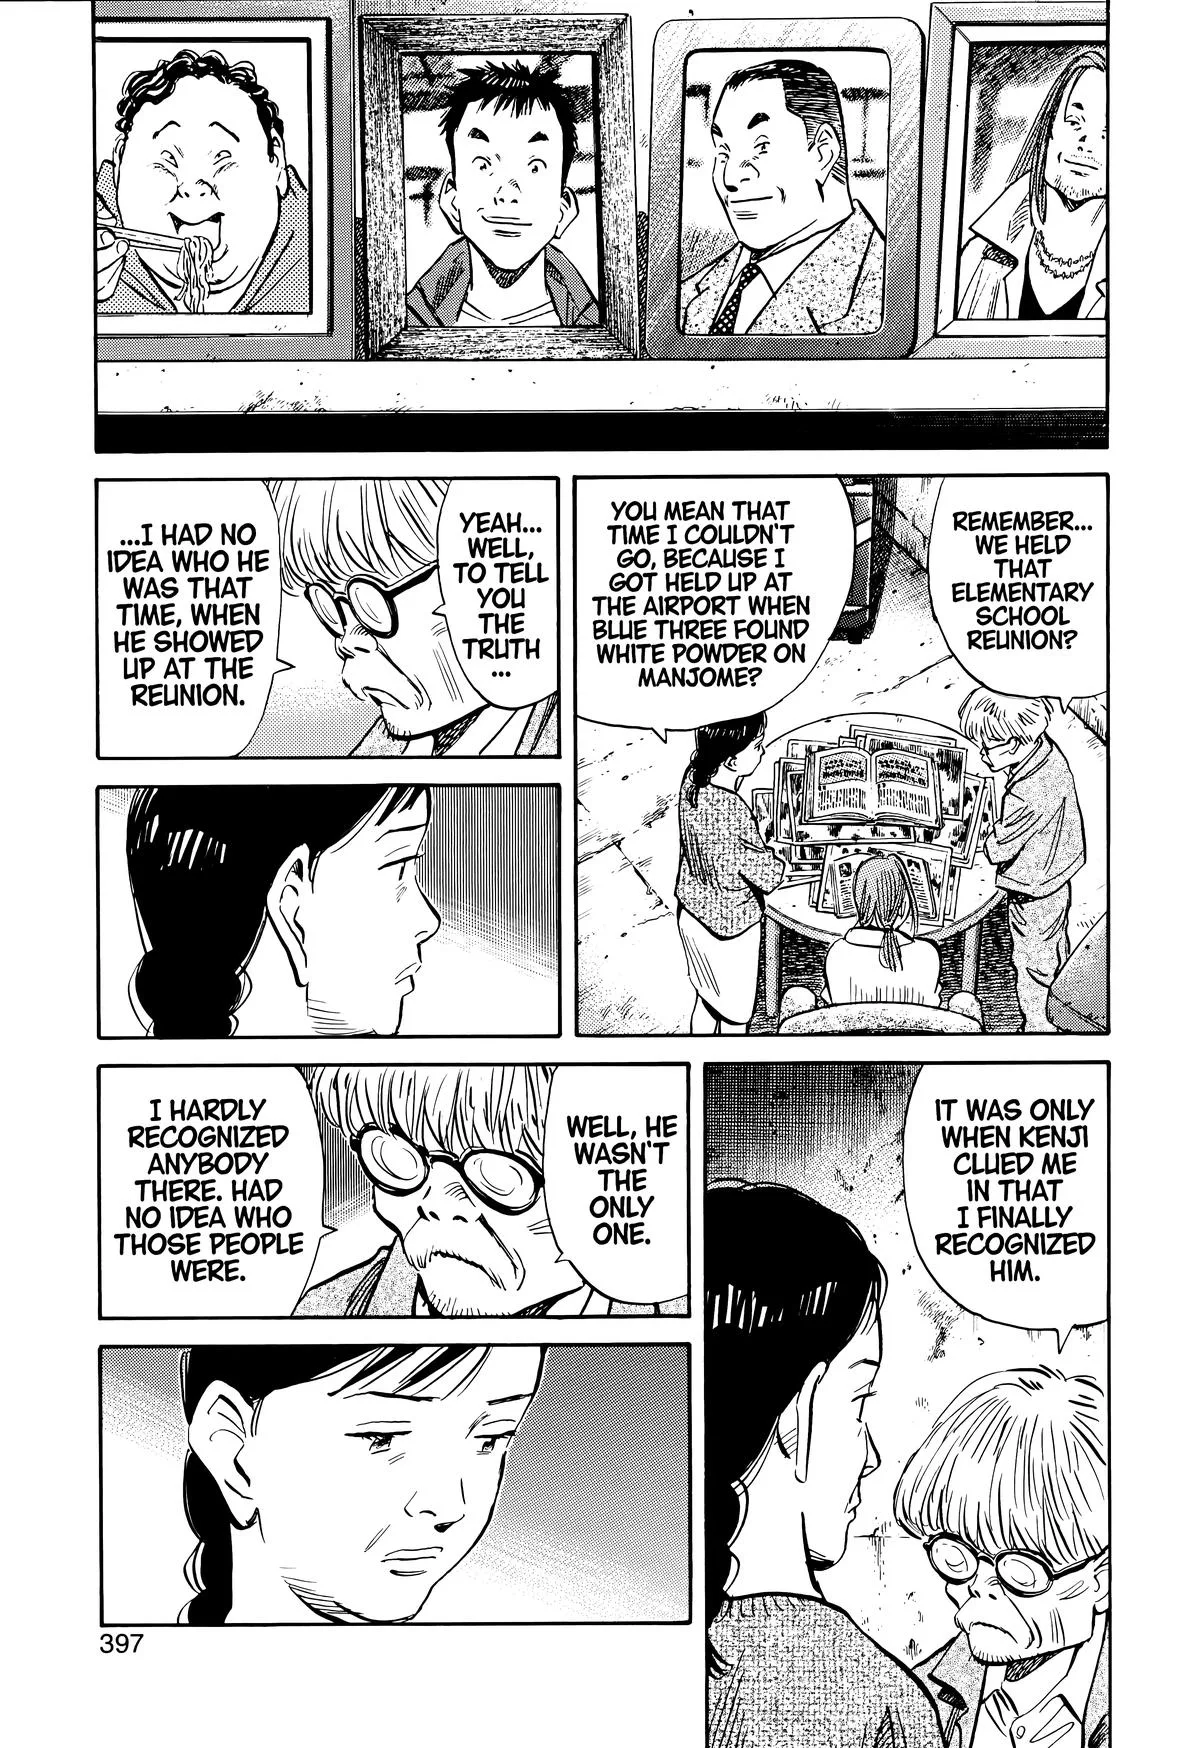 REMEMBER...
WE HELD
THAT
ELEMENTARY
SCHOOL
REUNION?
YOU MEAN THAT
TIME I COULDN'T
GO, BECAUSE I
GOT HELD UP AT
THE AIRPORT WHEN
BLUE THREE FOUND
WHITE POWDER ON
MANJOME?
YEAH...
WELL,
TO TELL
YOU
THE
TRUTH
...
...I HAD NO
IDEA WHO HE
WAS THAT
TIME, WHEN
HE SHOWED
UP AT THE
REUNION.
IT WAS ONLY
WHEN KENJI
CLUED ME
IN THAT
I FINALLY
RECOGNIZED
HIM.
WELL, HE
WASN'T
THE
ONLY
ONE.
I HARDLY
RECOGNIZED
ANYBODY
THERE. HAD
NO IDEA WHO
THOSE PEOPLE
WERE.
397